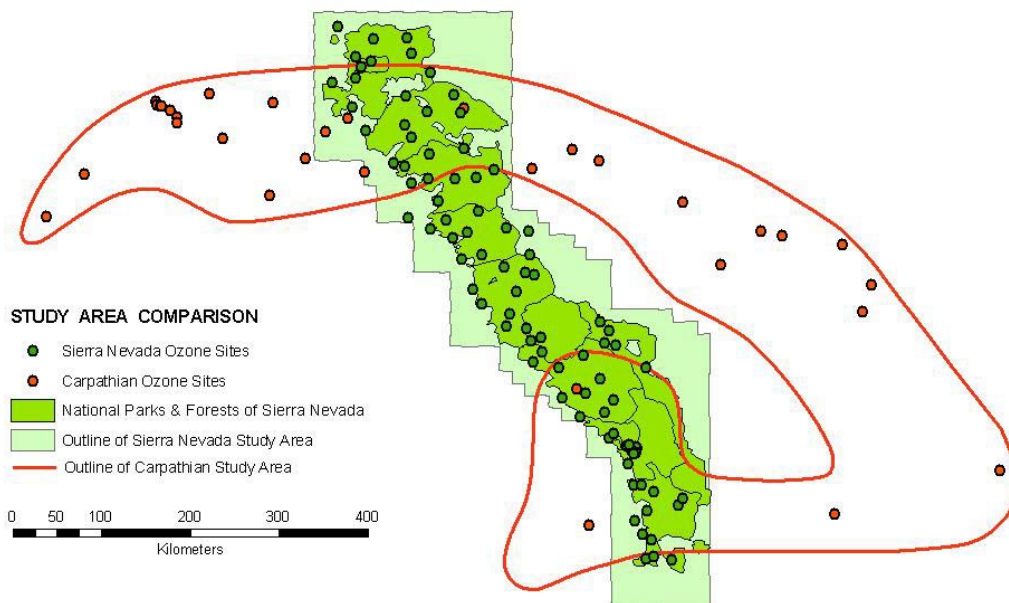 STUDY AREA COMPARISON
Sierra Nevada Ozone Sites
Carpathian Ozone Sites
National Parks & Forests of Sierra Nevada
Outline of Sierra Nevada Study Area
Outline of Carpathian Study Area
0 50 100 200 300 400
Kilometers